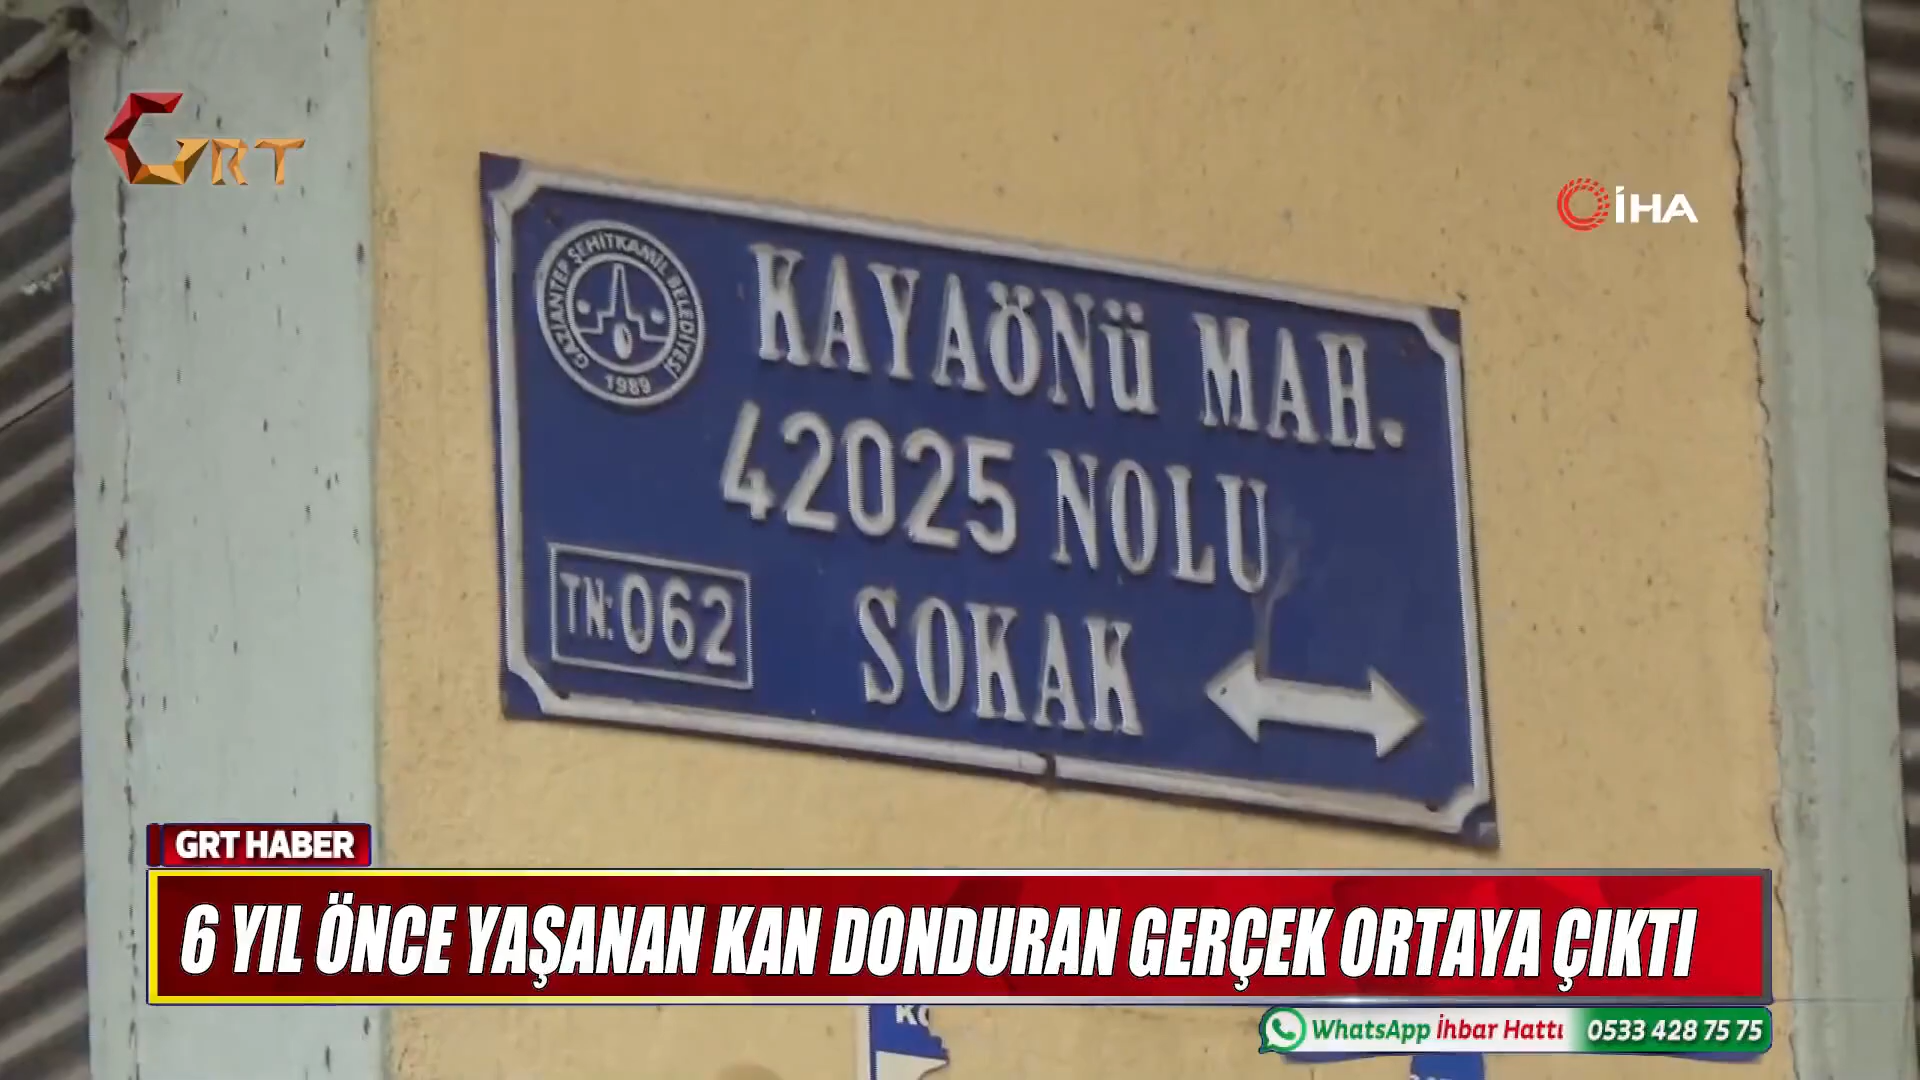 GRT
İHA
GAZİANTEP ŞEHİTKAMİL BELEDİYESİ
1989
KAYAÖNÜ MAH.
42025 NOLU
SOKAK
TN:062
GRT HABER
6 YIL ÖNCE YAŞANAN KAN DONDURAN GERÇEK ORTAYA ÇIKTI
WhatsApp İhbar Hattı 0533 428 75 75